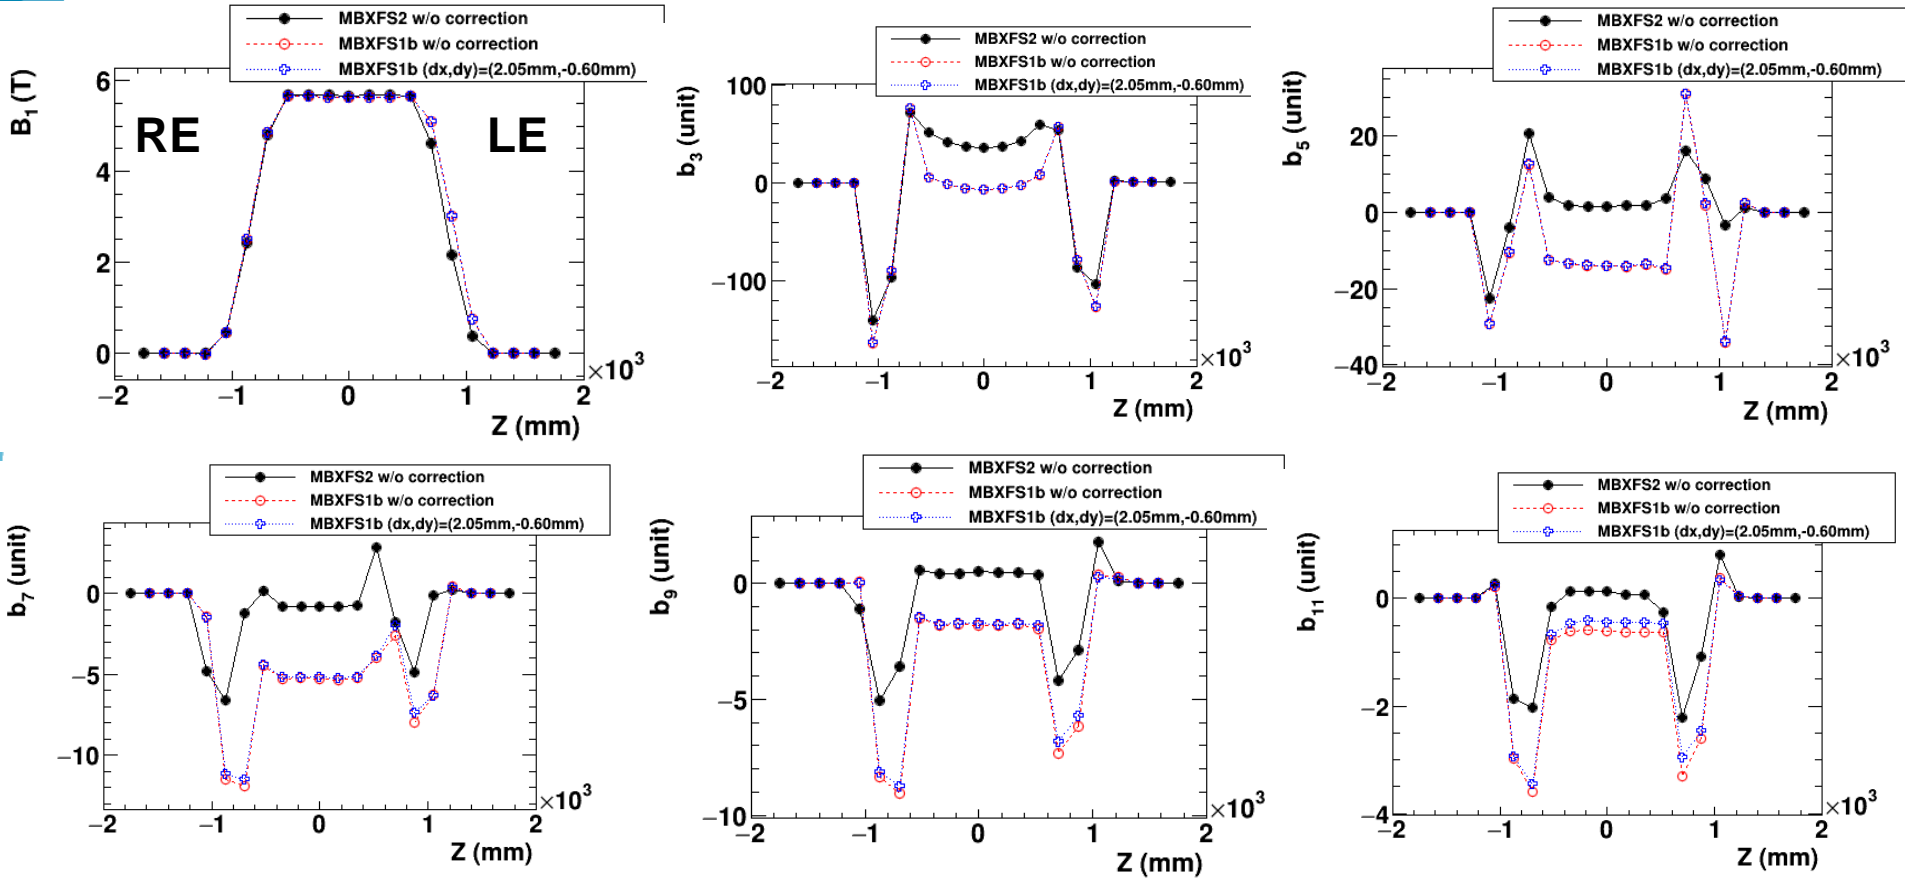 MBXFS2 w/o correction
MBXFS1b w/o correction
MBXFS1b (dx,dy)=(2.05mm,-0.60mm)
B1 (T)
RE
LE
6
4
2
0
−2
−1
0
1
2
×10³
Z (mm)
MBXFS2 w/o correction
MBXFS1b w/o correction
MBXFS1b (dx,dy)=(2.05mm,-0.60mm)
b3 (unit)
100
0
−100
−2
−1
0
1
2
×10³
Z (mm)
MBXFS2 w/o correction
MBXFS1b w/o correction
MBXFS1b (dx,dy)=(2.05mm,-0.60mm)
b5 (unit)
20
0
−20
−40
−2
−1
0
1
2
×10³
Z (mm)
MBXFS2 w/o correction
MBXFS1b w/o correction
MBXFS1b (dx,dy)=(2.05mm,-0.60mm)
b7 (unit)
0
−5
−10
−2
−1
0
1
2
×10³
Z (mm)
MBXFS2 w/o correction
MBXFS1b w/o correction
MBXFS1b (dx,dy)=(2.05mm,-0.60mm)
b9 (unit)
0
−5
−10
−2
−1
0
1
2
×10³
Z (mm)
MBXFS2 w/o correction
MBXFS1b w/o correction
MBXFS1b (dx,dy)=(2.05mm,-0.60mm)
b11 (unit)
0
−2
−4
−2
−1
0
1
2
×10³
Z (mm)